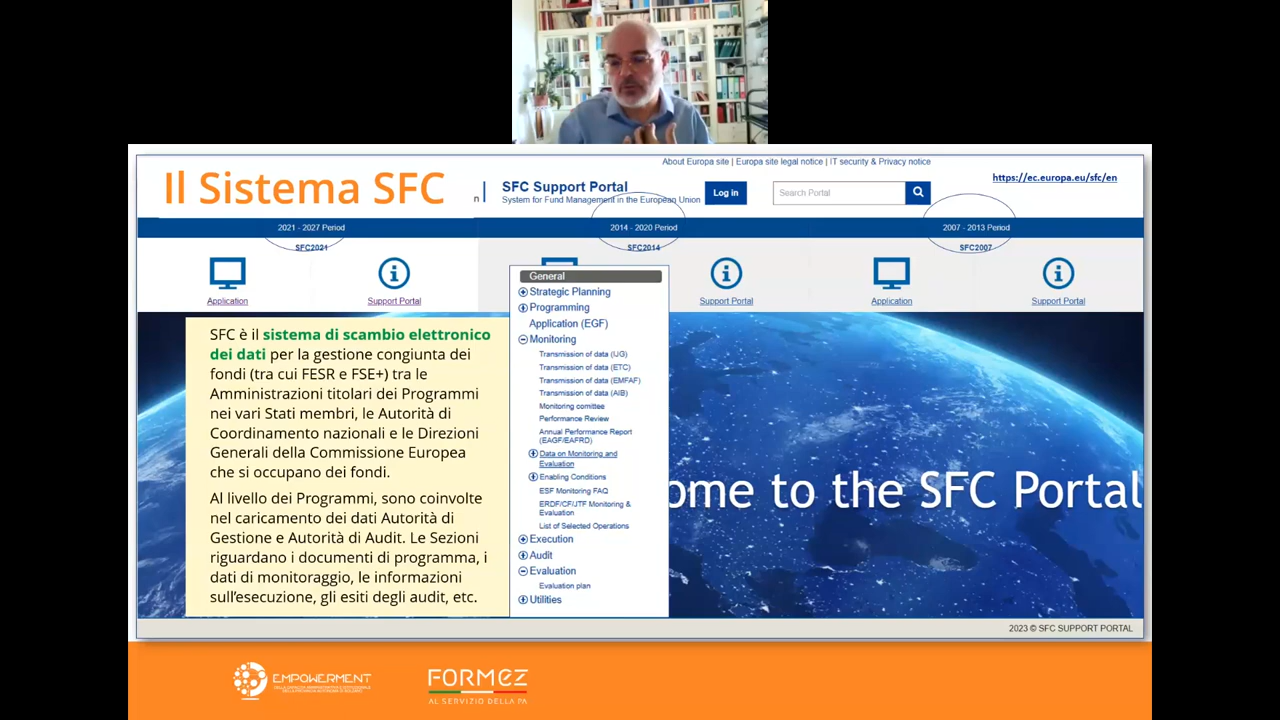 About Europa site | Europa site legal notice | IT security & Privacy notice
Il Sistema SFC
n
SFC Support Portal
System for Fund Management in the European Union
Log in
Search Portal
https://ec.europa.eu/sfc/en
2021 - 2027 Period
2014 - 2020 Period
2007 - 2013 Period
SFC2021
SFC2014
SFC2007
Application
Support Portal
Support Portal
Application
Support Portal
SFC è il sistema di scambio elettronico
dei dati per la gestione congiunta dei
fondi (tra cui FESR e FSE+) tra le
Amministrazioni titolari dei Programmi
nei vari Stati membri, le Autorità di
Coordinamento nazionali e le Direzioni
Generali della Commissione Europea
che si occupano dei fondi.
Al livello dei Programmi, sono coinvolte
nel caricamento dei dati Autorità di
Gestione e Autorità di Audit. Le Sezioni
riguardano i documenti di programma, i
dati di monitoraggio, le informazioni
sull'esecuzione, gli esiti degli audit, etc.
General
Strategic Planning
Programming
Application (EGF)
Monitoring
Transmission of data (IJG)
Transmission of data (ETC)
Transmission of data (EMFAF)
Transmission of data (AIB)
Monitoring comittee
Performance Review
Annual Performance Report
(EAGF/EAFRD)
Data on Monitoring and
Evaluation
Enabling Conditions
ESF Monitoring FAQ
ERDF/CF/JTF Monitoring &
Evaluation
List of Selected Operations
Execution
Audit
Evaluation
Evaluation plan
Utilities
ome to the SFC Portal
2023 © SFC SUPPORT PORTAL
EMPOWERMENT
FORMEZ
AL SERVIZIO DELLA PA